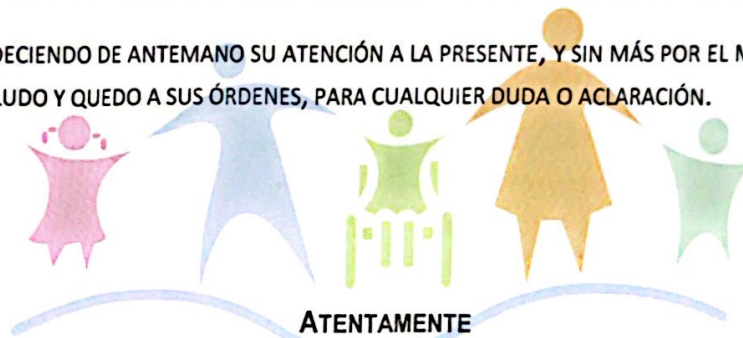 DECIENDO DE ANTEMANO SU ATENCIÓN A LA PRESENTE, Y SIN MÁS POR EL M
LUDO Y QUEDO A SUS ÓRDENES, PARA CUALQUIER DUDA O ACLARACIÓN.
ATENTAMENTE